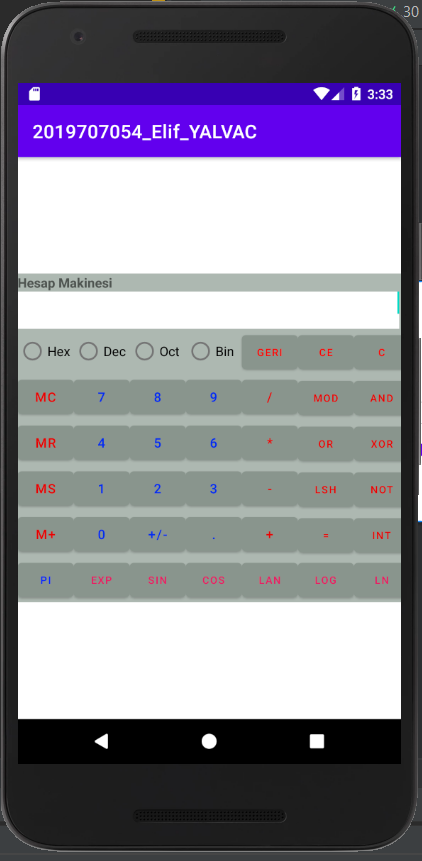 30
3:33
2019707054_Elif_YALVAC
Hesap Makinesi
Hex Dec Oct Bin GERI CE C
MC 7 8 9 / MOD AND
MR 4 5 6 * OR XOR
MS 1 2 3 - LSH NOT
M+ 0 +/- . + = INT
PI EXP SIN COS LAN LOG LN